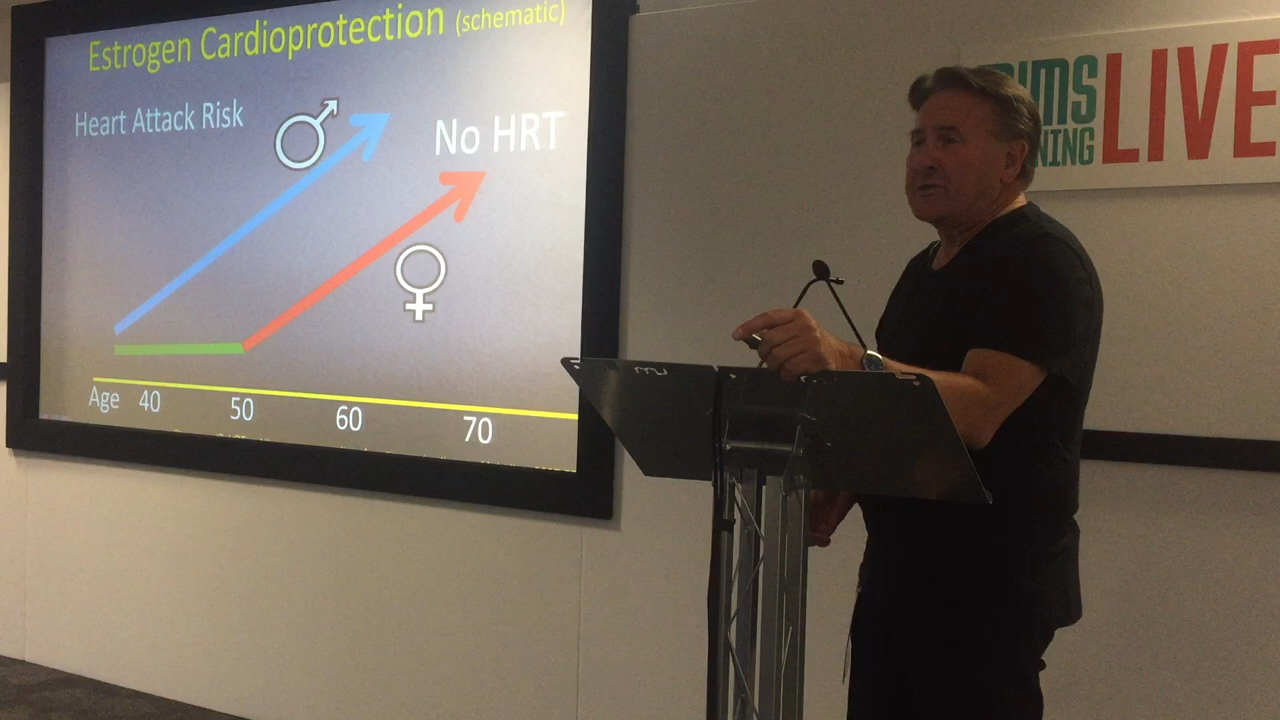 Estrogen Cardioprotection (schematic)
Heart Attack Risk
No HRT
Age 40 50 60 70
LIVE